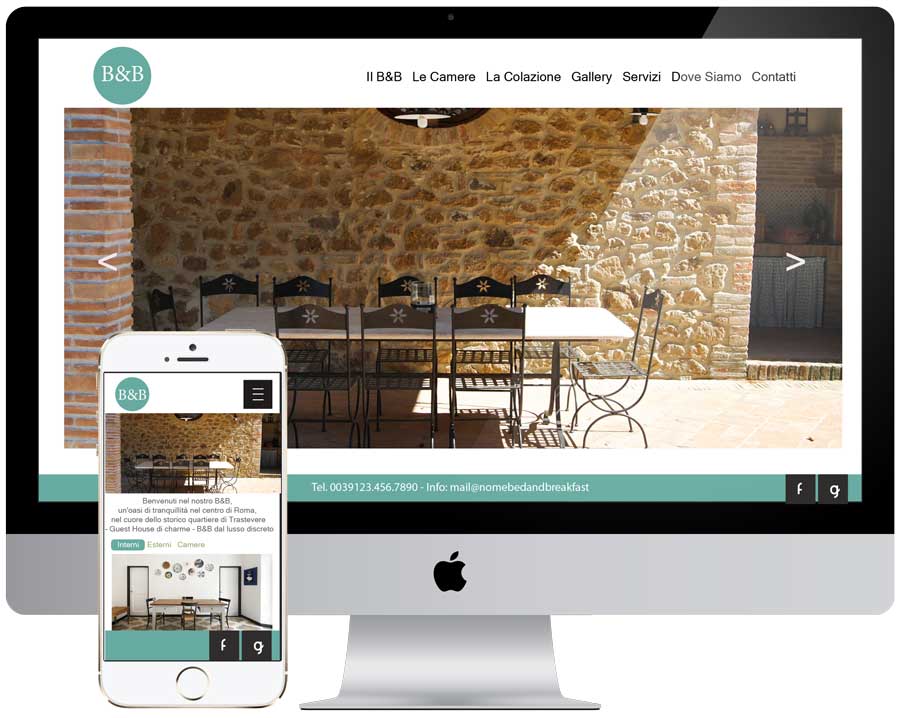 B&B
Il B&B Le Camere La Colazione Gallery Servizi Dove Siamo Contatti
< >
Tel. 0039123.456.7890 - Info: mail@nomebedandbreakfast
f g
B&B
Benvenuti nel nostro B&B,
un'oasi di tranquillità nel centro di Roma,
nel cuore dello storico quartiere di Trastevere
- Guest House di charme - B&B dal lusso discreto
Interni Esterni Camere
f g